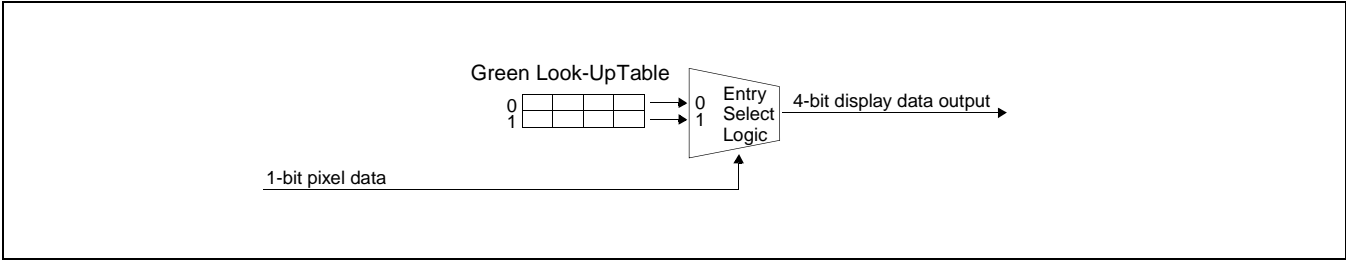 Green Look-UpTable
0
1
0
1
Entry
Select
Logic
4-bit display data output
1-bit pixel data